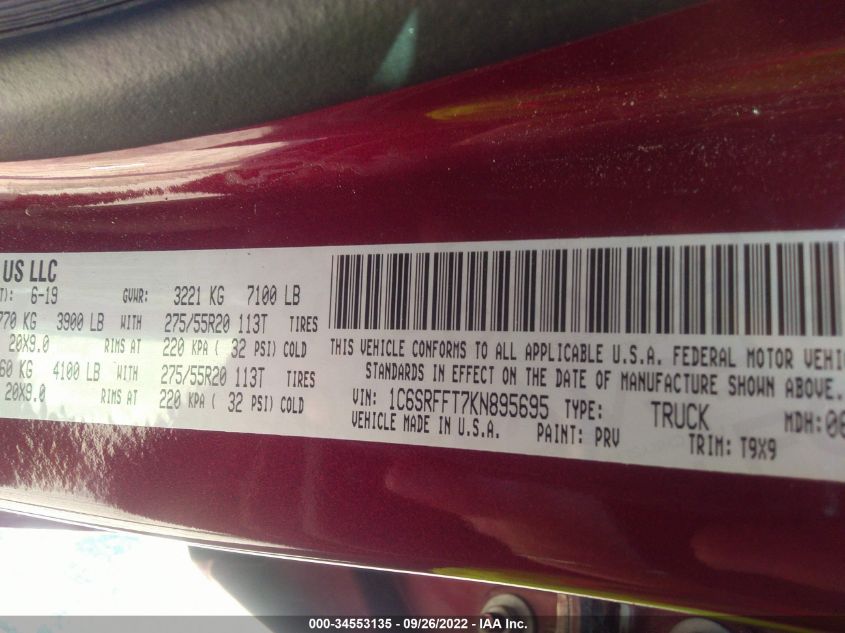 US LLC
T): 6-19 GVWR: 3221 KG 7100 LB
770 KG 3900 LB WITH 275/55R20 113T TIRES
20X9.0 RIMS AT 220 KPA ( 32 PSI) COLD
60 KG 4100 LB WITH 275/55R20 113T TIRES
20X9.0 RIMS AT 220 KPA ( 32 PSI) COLD
THIS VEHICLE CONFORMS TO ALL APPLICABLE U.S.A. FEDERAL MOTOR VEHIC
STANDARDS IN EFFECT ON THE DATE OF MANUFACTURE SHOWN ABOVE.
VIN: 1C6SRFFT7KN895695 TYPE: TRUCK MDH: 06
VEHICLE MADE IN U.S.A. PAINT: PRV TRIM: T9X9
000-34553135 - 09/26/2022 - IAA Inc.